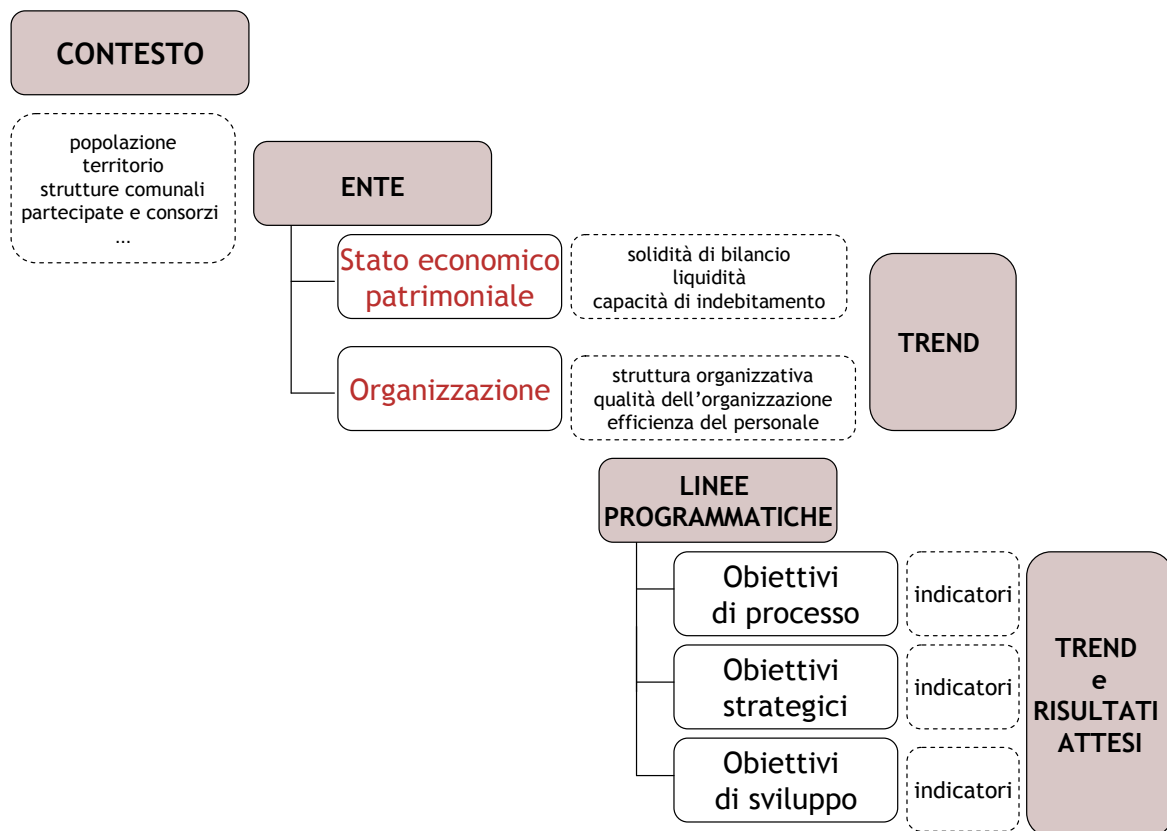 CONTESTO
popolazione
territorio
strutture comunali
partecipate e consorzi
...
ENTE
Stato economico
patrimoniale
solidità di bilancio
liquidità
capacità di indebitamento
Organizzazione
struttura organizzativa
qualità dell’organizzazione
efficienza del personale
TREND
LINEE
PROGRAMMATICHE
Obiettivi
di processo
indicatori
Obiettivi
strategici
indicatori
Obiettivi
di sviluppo
indicatori
TREND
e
RISULTATI
ATTESI